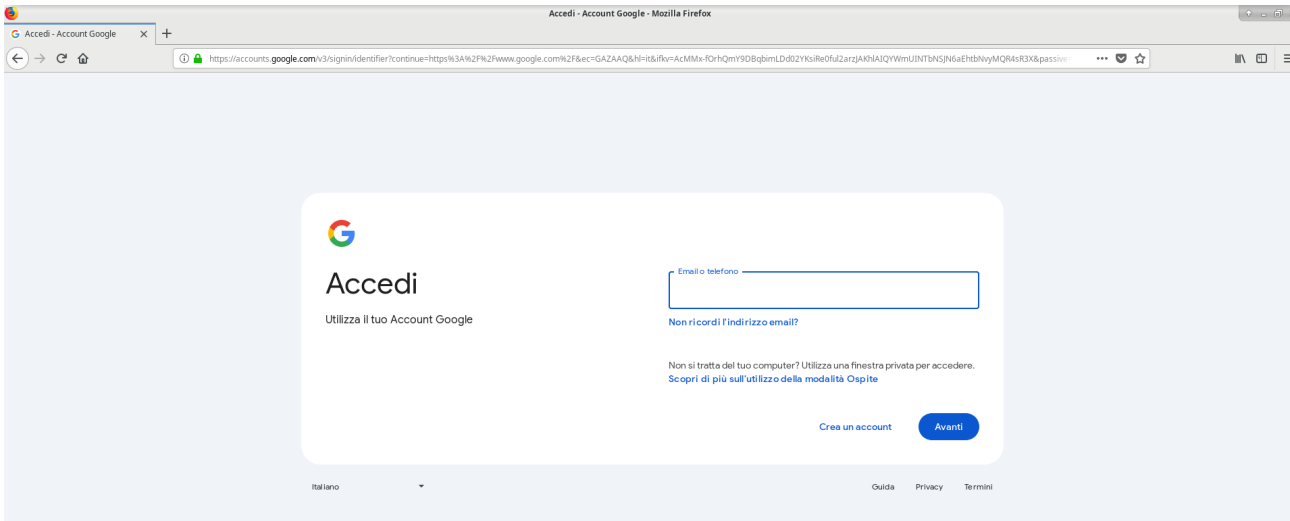 Accedi - Account Google - Mozilla Firefox
Accedi - Account Google
https://accounts.google.com/v3/signin/identifier?continue=https%3A%2F%2Fwww.google.com%2F&ec=GAZAAQ&hl=it&ifkv=
Accedi
Utilizza il tuo Account Google
Email o telefono
Non ricordi l'indirizzo email?
Non si tratta del tuo computer? Utilizza una finestra privata per accedere.
Scopri di più sull'utilizzo della modalità Ospite
Crea un account
Avanti
Italiano
Guida Privacy Termini